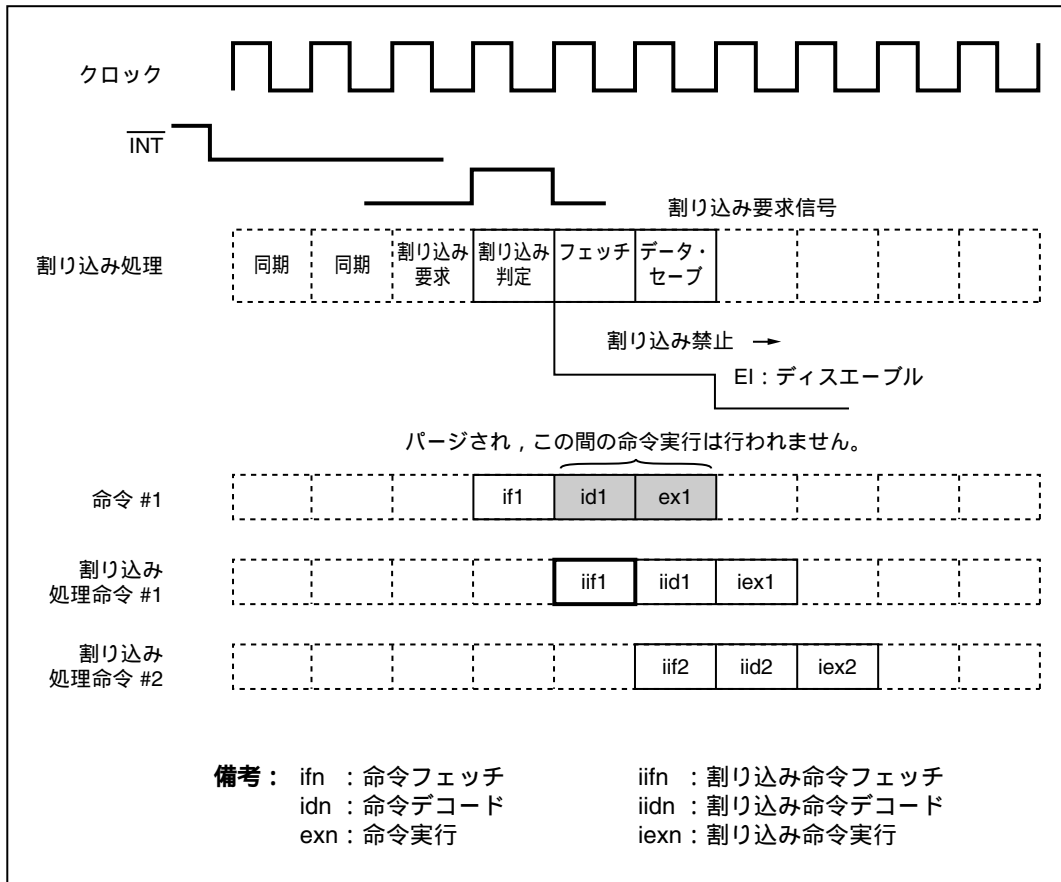 クロック
INT
割り込み要求信号
割り込み処理
同期
同期
割り込み
要求
割り込み
判定
フェッチ
データ・
セーブ
割り込み禁止 →
EI：ディスエーブル
パージされ，この間の命令実行は行われません。
命令 #1
if1
id1
ex1
割り込み
処理命令 #1
iif1
iid1
iex1
割り込み
処理命令 #2
iif2
iid2
iex2
備考： ifn ：命令フェッチ iifn ：割り込み命令フェッチ
idn ：命令デコード iidn ：割り込み命令デコード
exn：命令実行 iexn：割り込み命令実行